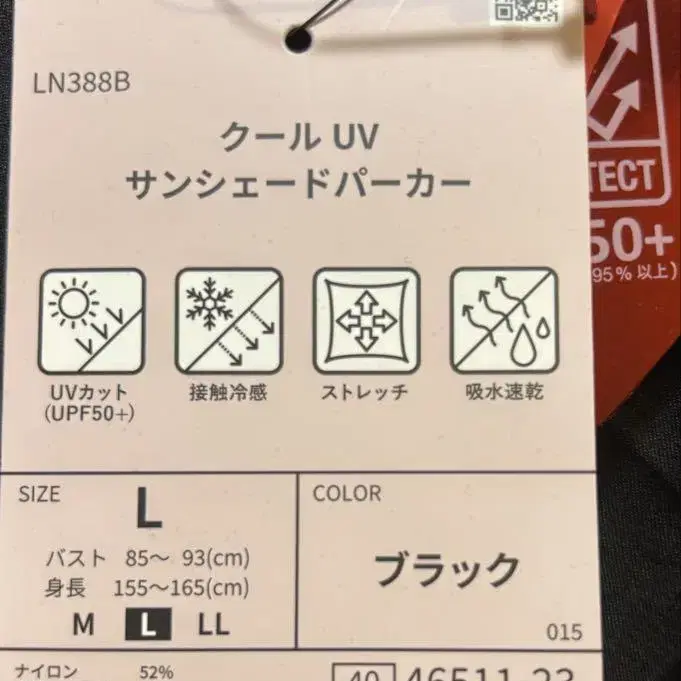 LN388B
クール UV
サンシェードパーカー
UVカット
(UPF50+)
接触冷感
ストレッチ
吸水速乾
TECT
50+
95%以上)
SIZE
L
バスト 85～ 93(cm)
身長 155～165(cm)
M L LL
COLOR
ブラック
015
ナイロン 52%
40 46511-23